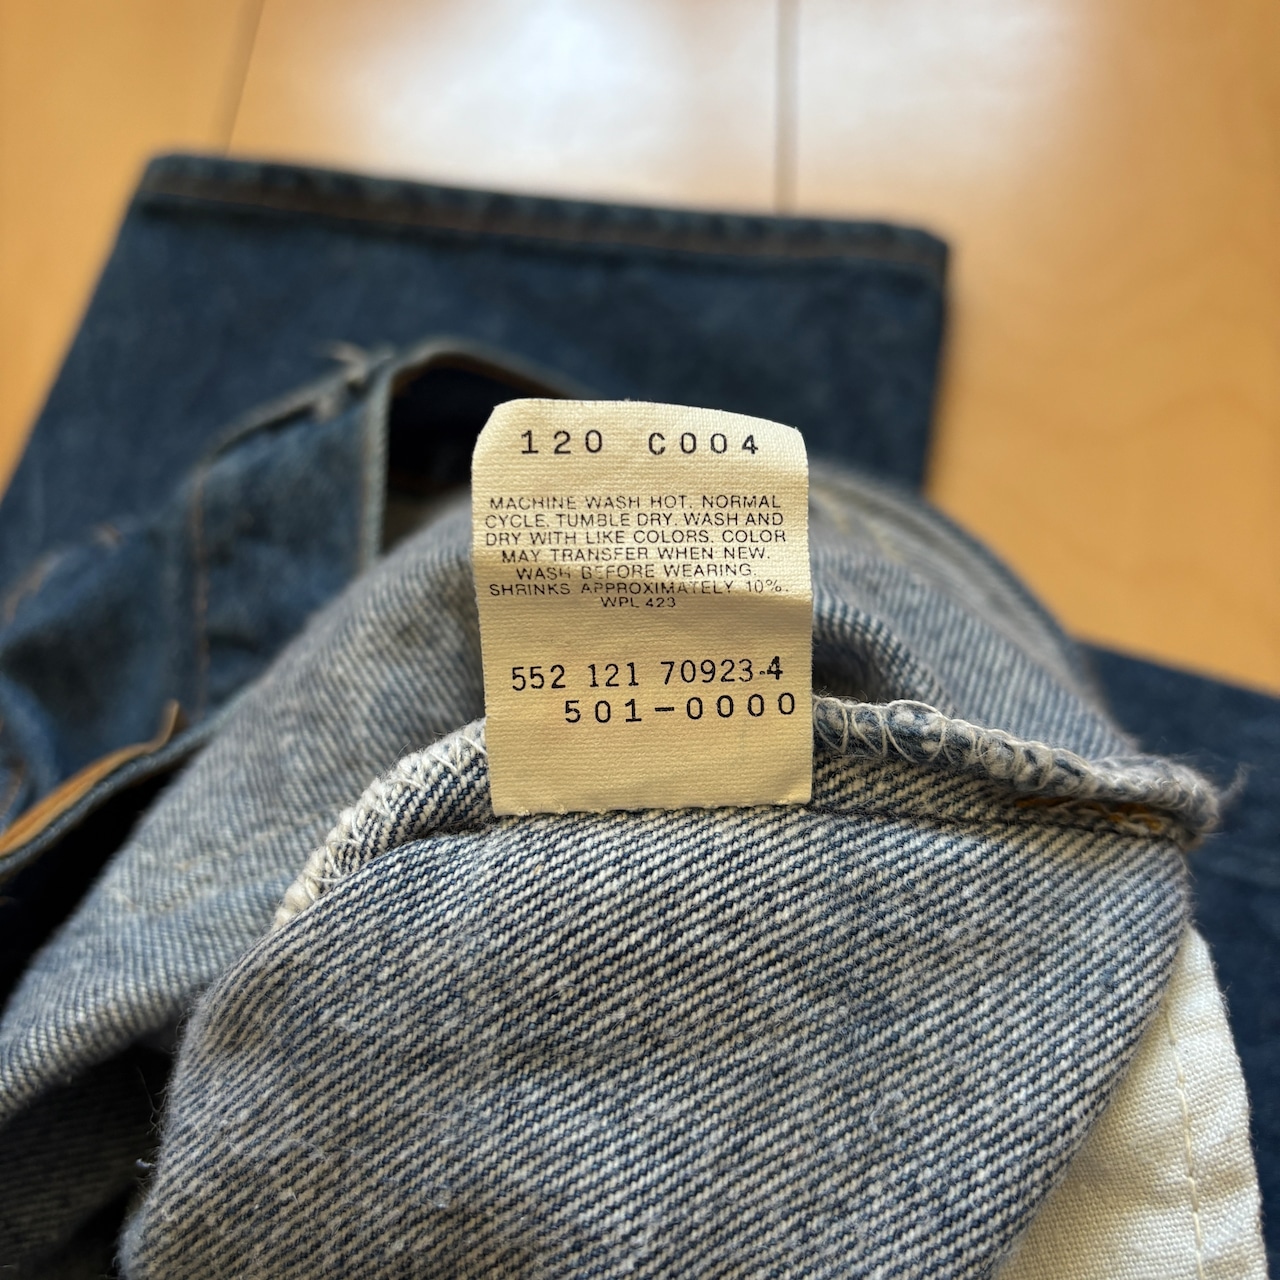 120 C004
MACHINE WASH HOT, NORMAL
CYCLE. TUMBLE DRY. WASH AND
DRY WITH LIKE COLORS. COLOR
MAY TRANSFER WHEN NEW.
WASH BEFORE WEARING.
SHRINKS APPROXIMATELY 10%.
WPL 423
552 121 70923-4
501-0000